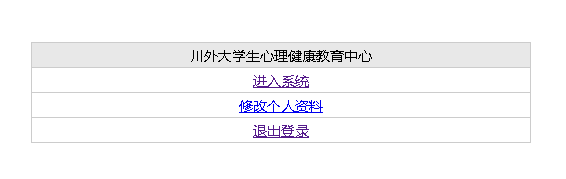 川外大学生心理健康教育中心
进入系统
修改个人资料
退出登录